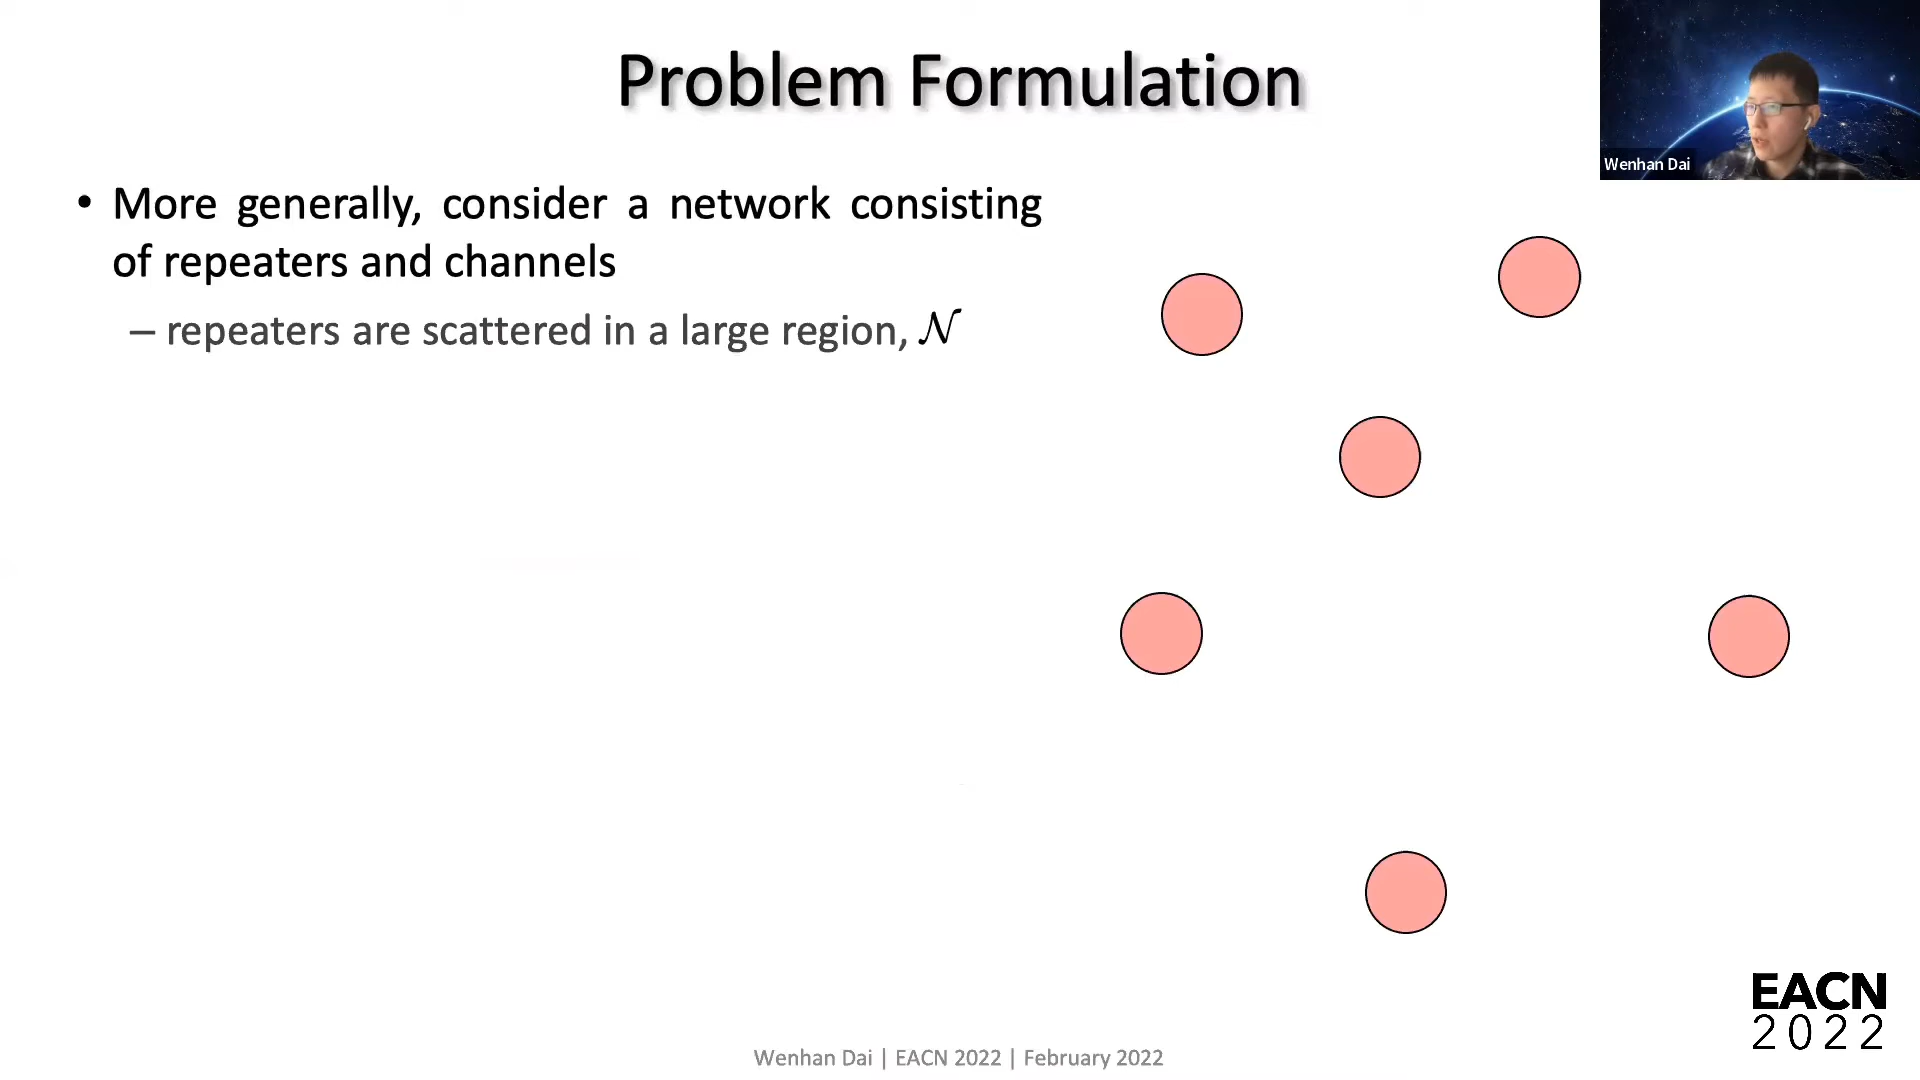 Problem Formulation
Wenhan Dai
• More generally, consider a network consisting
of repeaters and channels
– repeaters are scattered in a large region, 𝒩
EACN
2022
Wenhan Dai | EACN 2022 | February 2022